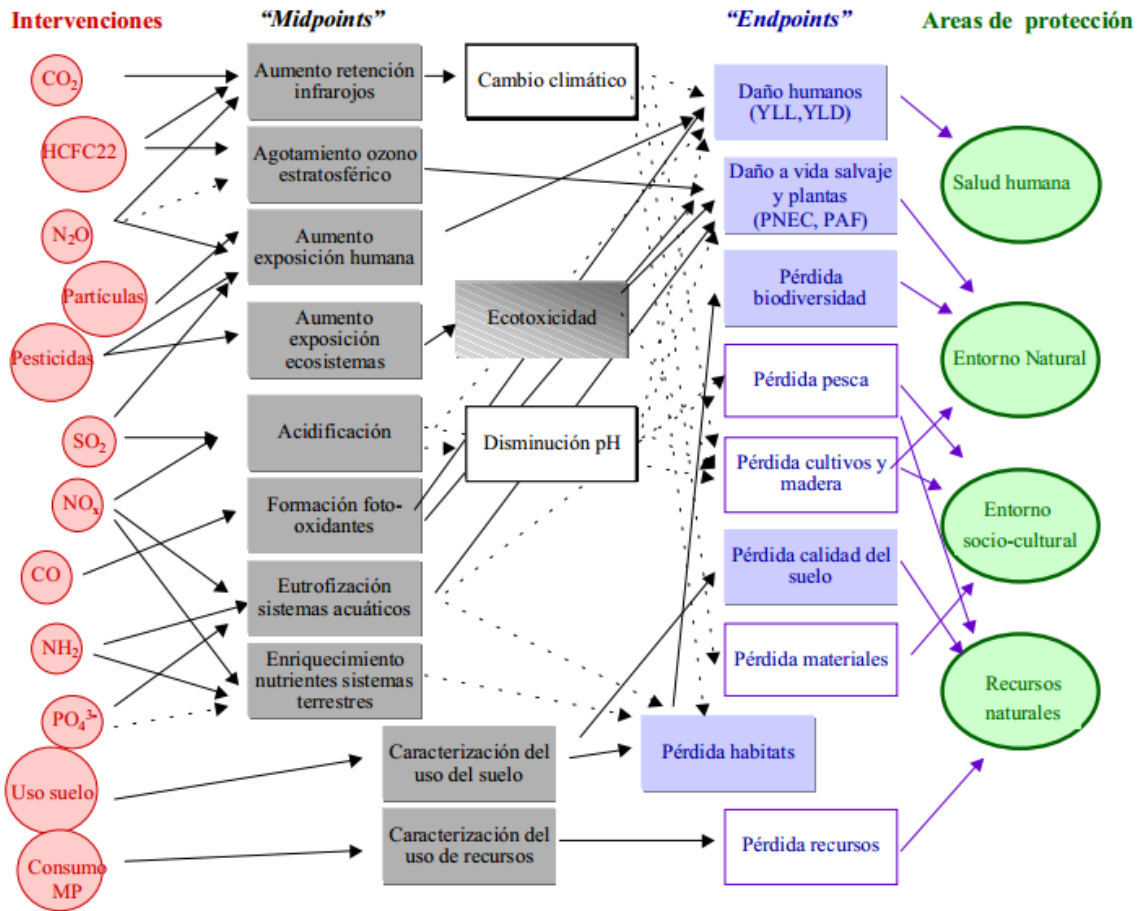 Intervenciones
“Midpoints”
“Endpoints”
Areas de protección
CO2
HCFC22
N2O
Partículas
Pesticidas
SO2
NOx
CO
NH2
PO4 3-
Uso suelo
Consumo
MP
Aumento retención
infrarojos
Agotamiento ozono
estratosférico
Aumento
exposición humana
Aumento
exposición
ecosistemas
Acidificación
Formación foto-
oxidantes
Eutrofización
sistemas acuáticos
Enriquecimiento
nutrientes sistemas
terrestres
Caracterización del
uso del suelo
Caracterización del
uso de recursos
Cambio climático
Ecotoxicidad
Disminución pH
Daño humanos
(YLL,YLD)
Daño a vida salvaje
y plantas
(PNEC, PAF)
Pérdida
biodiversidad
Pérdida pesca
Pérdida cultivos y
madera
Pérdida calidad del
suelo
Pérdida materiales
Pérdida habitats
Pérdida recursos
Salud humana
Entorno Natural
Entorno
socio-cultural
Recursos
naturales